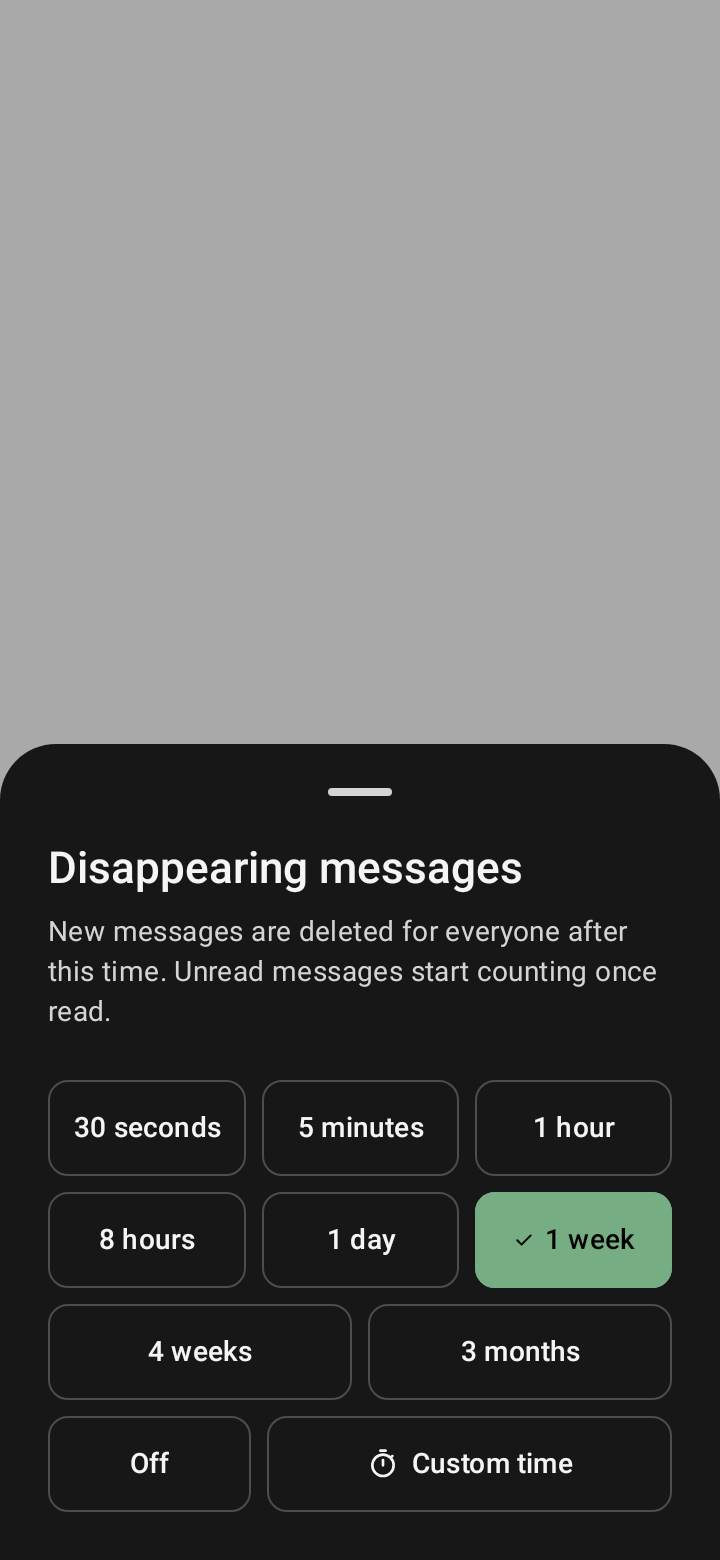 Disappearing messages
New messages are deleted for everyone after
this time. Unread messages start counting once
read.
30 seconds
5 minutes
1 hour
8 hours
1 day
1 week
4 weeks
3 months
Off
Custom time